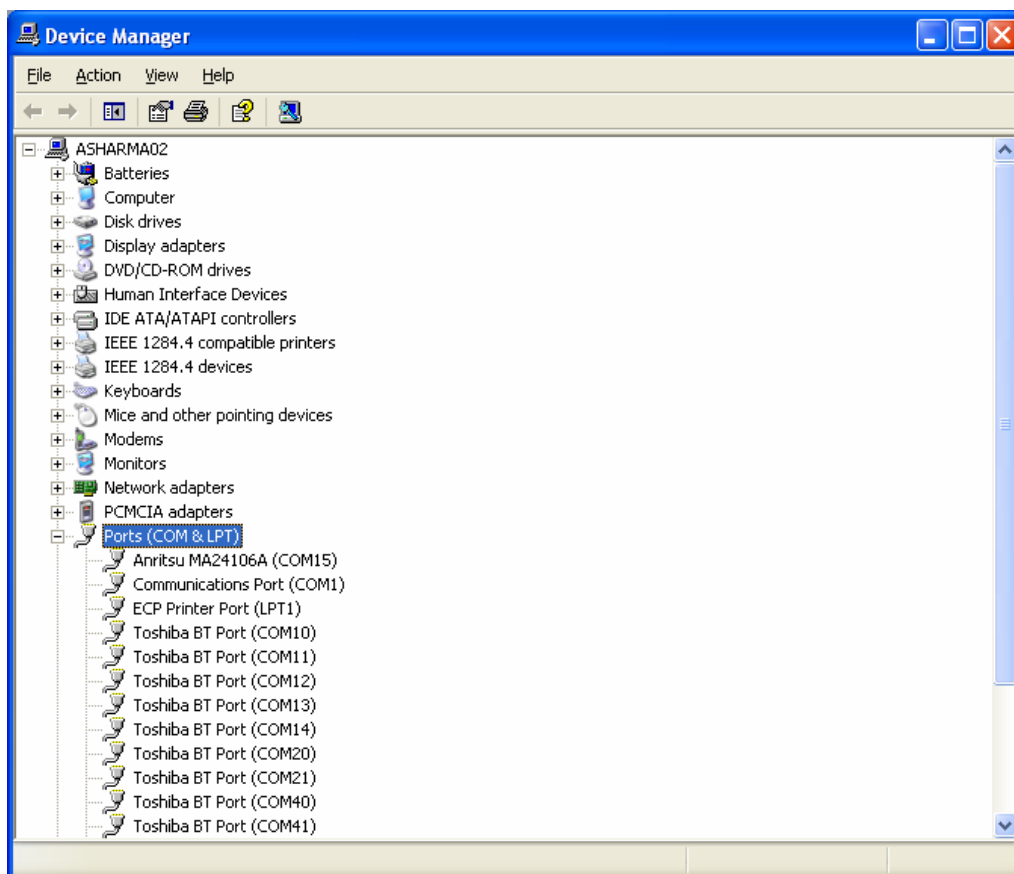 Device Manager
File Action View Help
ASHARMA02
Batteries
Computer
Disk drives
Display adapters
DVD/CD-ROM drives
Human Interface Devices
IDE ATA/ATAPI controllers
IEEE 1284.4 compatible printers
IEEE 1284.4 devices
Keyboards
Mice and other pointing devices
Modems
Monitors
Network adapters
PCMCIA adapters
Ports (COM & LPT)
Anritsu MA24106A (COM15)
Communications Port (COM1)
ECP Printer Port (LPT1)
Toshiba BT Port (COM10)
Toshiba BT Port (COM11)
Toshiba BT Port (COM12)
Toshiba BT Port (COM13)
Toshiba BT Port (COM14)
Toshiba BT Port (COM20)
Toshiba BT Port (COM21)
Toshiba BT Port (COM40)
Toshiba BT Port (COM41)